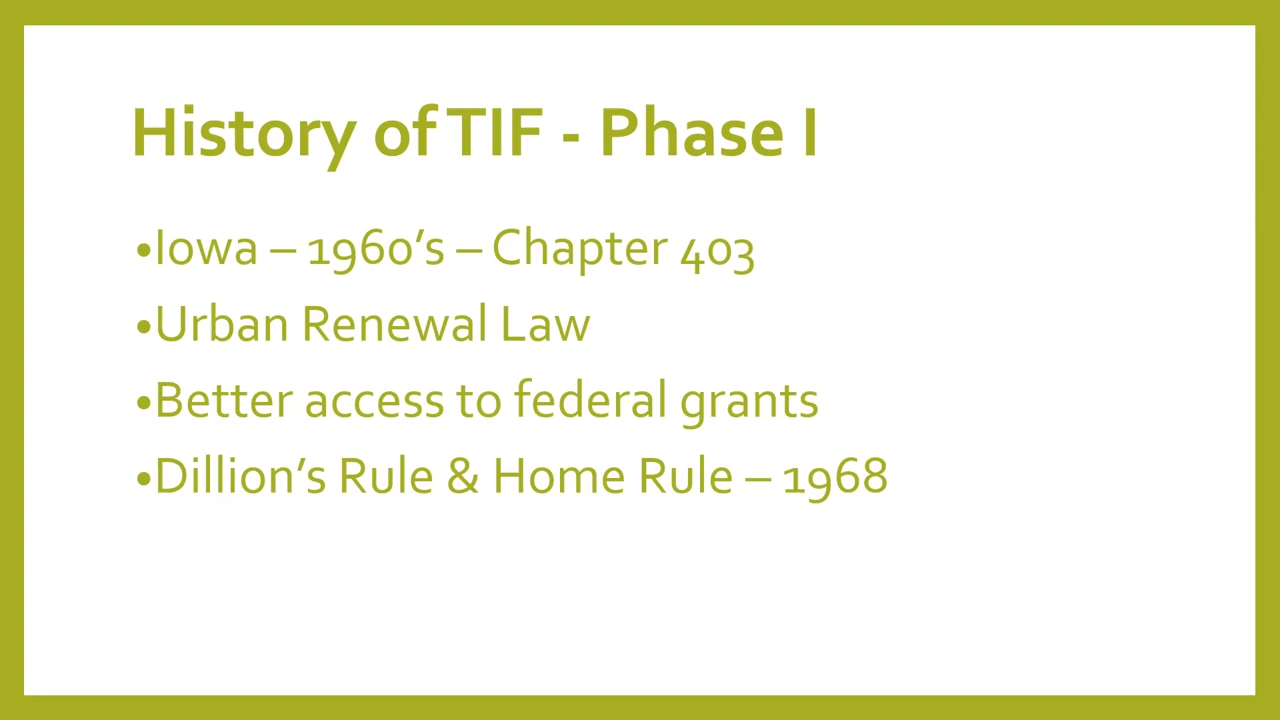 History of TIF - Phase I
•Iowa – 1960’s – Chapter 403
•Urban Renewal Law
•Better access to federal grants
•Dillion’s Rule & Home Rule – 1968